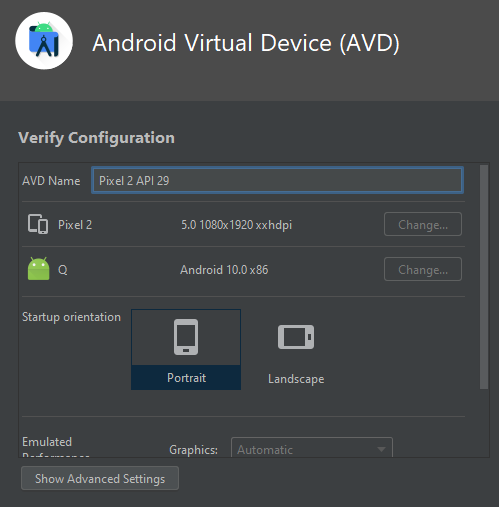 Android Virtual Device (AVD)
Verify Configuration
AVD Name Pixel 2 API 29
Pixel 2 5.0 1080x1920 xxhdpi Change...
Q Android 10.0 x86 Change...
Startup orientation
Portrait Landscape
Emulated
Performance Graphics: Automatic
Show Advanced Settings